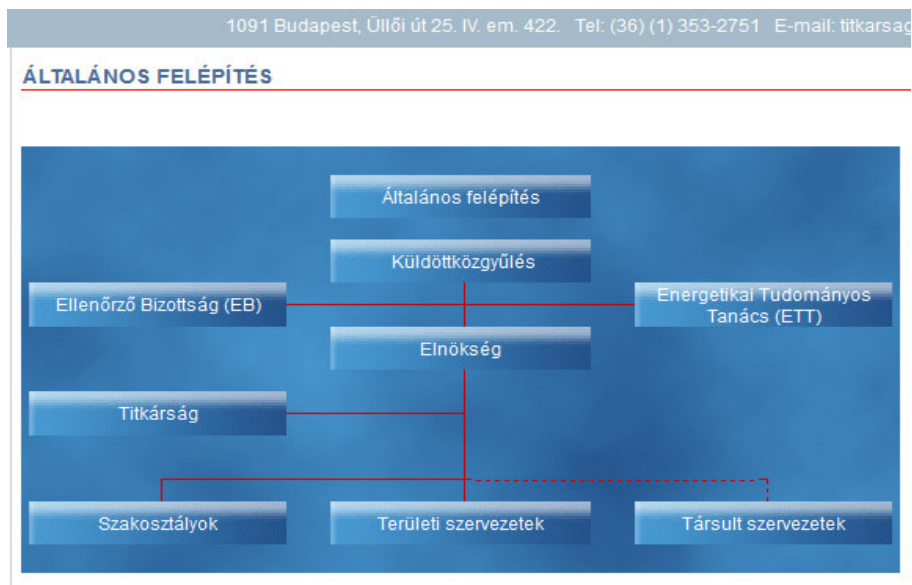 1091 Budapest, Üllői út 25. IV. em. 422. Tel: (36) (1) 353-2751 E-mail: titkarsag
ÁLTALÁNOS FELÉPÍTÉS
Általános felépítés
Küldöttközgyűlés
Ellenőrző Bizottság (EB)
Energetikai Tudományos
Tanács (ETT)
Elnökség
Titkárság
Szakosztályok
Területi szervezetek
Társult szervezetek